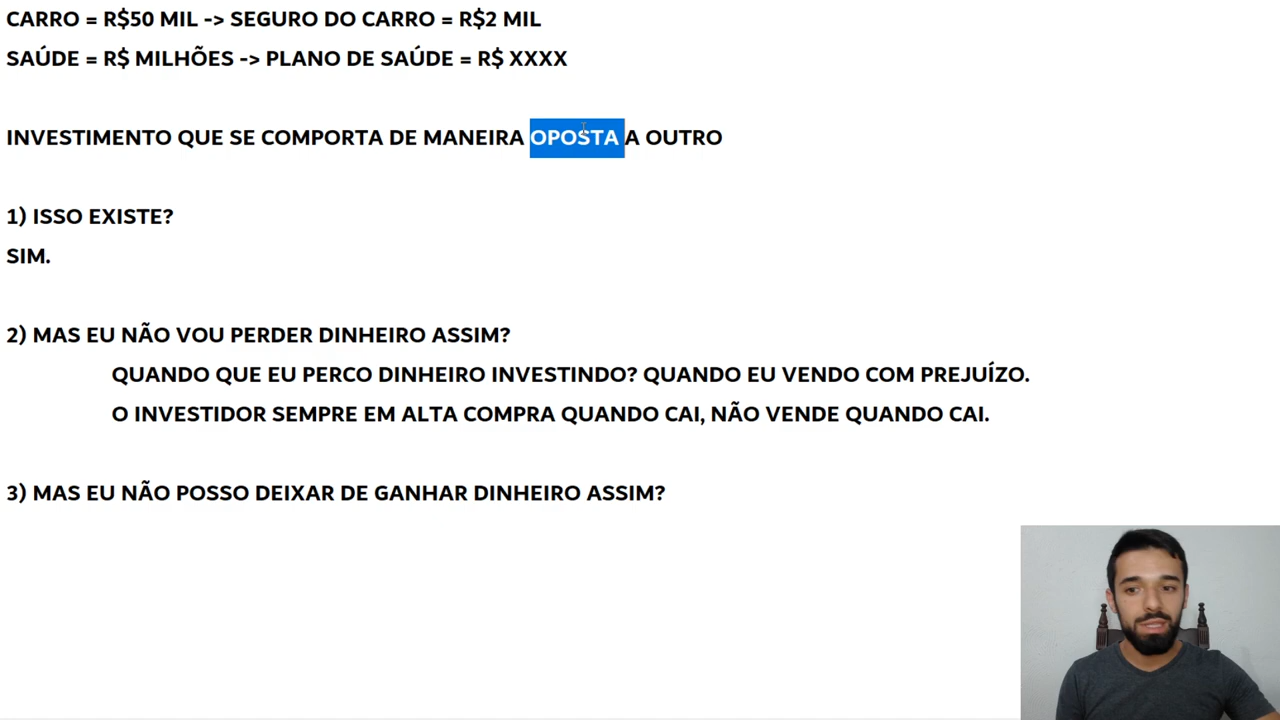 CARRO = R$50 MIL -> SEGURO DO CARRO = R$2 MIL
SAÚDE = R$ MILHÕES -> PLANO DE SAÚDE = R$ XXXX
INVESTIMENTO QUE SE COMPORTA DE MANEIRA OPOSTA A OUTRO
1) ISSO EXISTE?
SIM.
2) MAS EU NÃO VOU PERDER DINHEIRO ASSIM?
QUANDO QUE EU PERCO DINHEIRO INVESTINDO? QUANDO EU VENDO COM PREJUÍZO.
O INVESTIDOR SEMPRE EM ALTA COMPRA QUANDO CAI, NÃO VENDE QUANDO CAI.
3) MAS EU NÃO POSSO DEIXAR DE GANHAR DINHEIRO ASSIM?